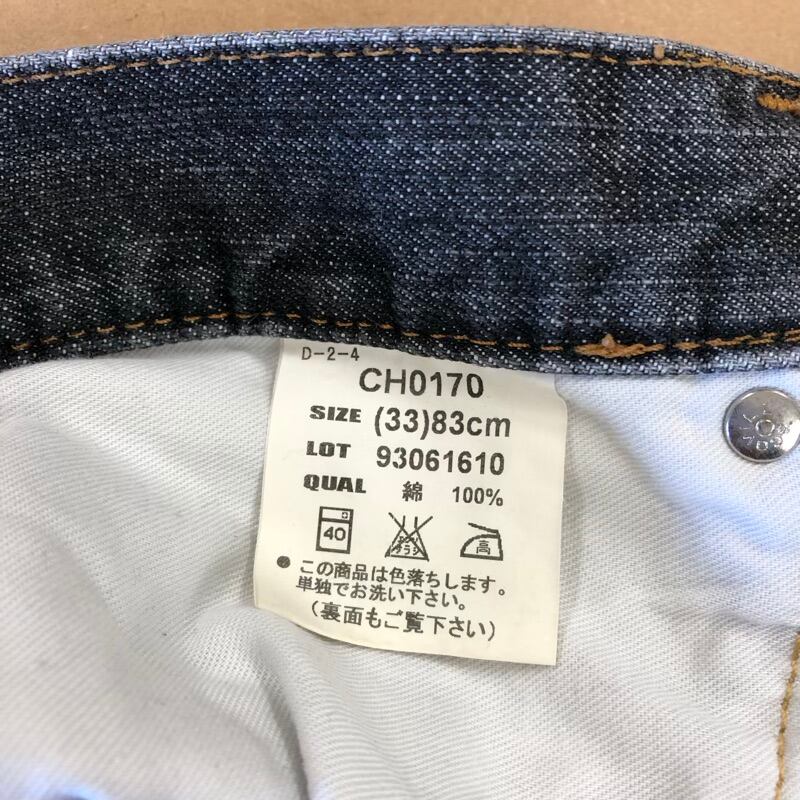 D-2-4
CH0170
SIZE (33)83cm
LOT 93061610
QUAL 綿 100%
40 高
● この商品は色落ちします。
単独でお洗い下さい。
(裏面もご覧下さい)